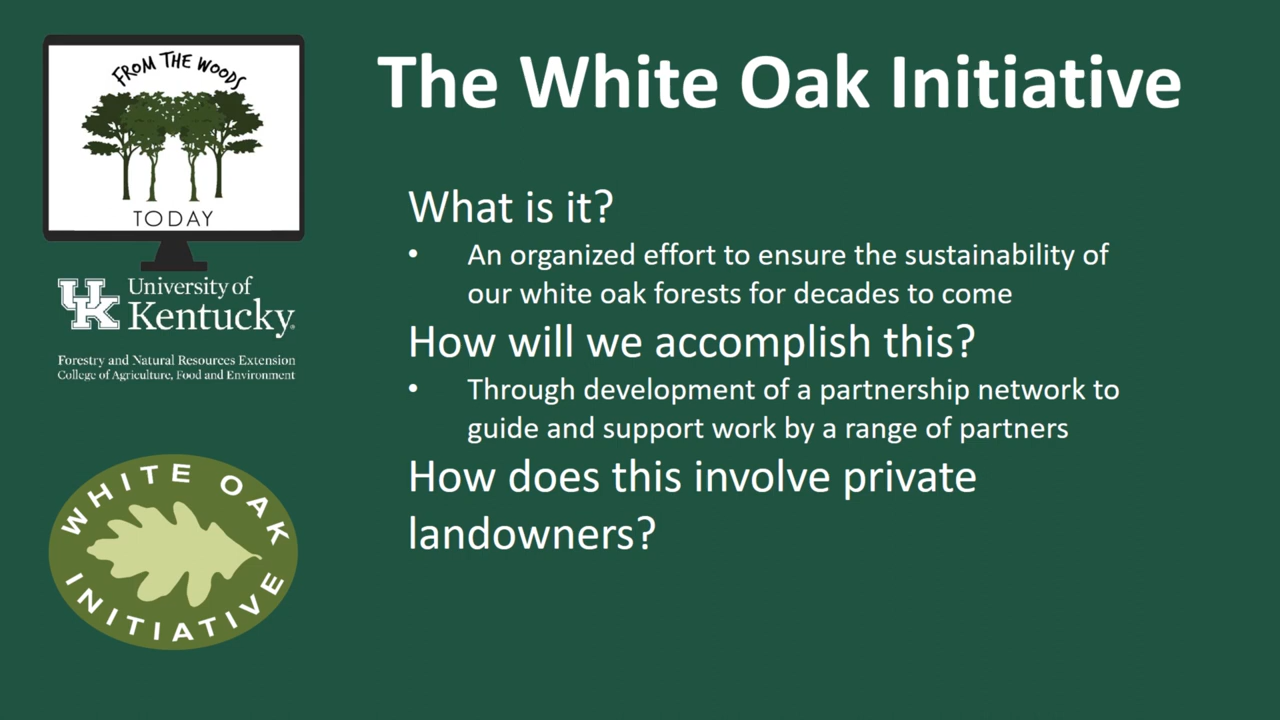 FROM THE WOODS
TODAY
UK University of
Kentucky®
Forestry and Natural Resources Extension
College of Agriculture, Food and Environment
WHITE OAK
INITIATIVE
The White Oak Initiative
What is it?
• An organized effort to ensure the sustainability of
our white oak forests for decades to come
How will we accomplish this?
• Through development of a partnership network to
guide and support work by a range of partners
How does this involve private
landowners?